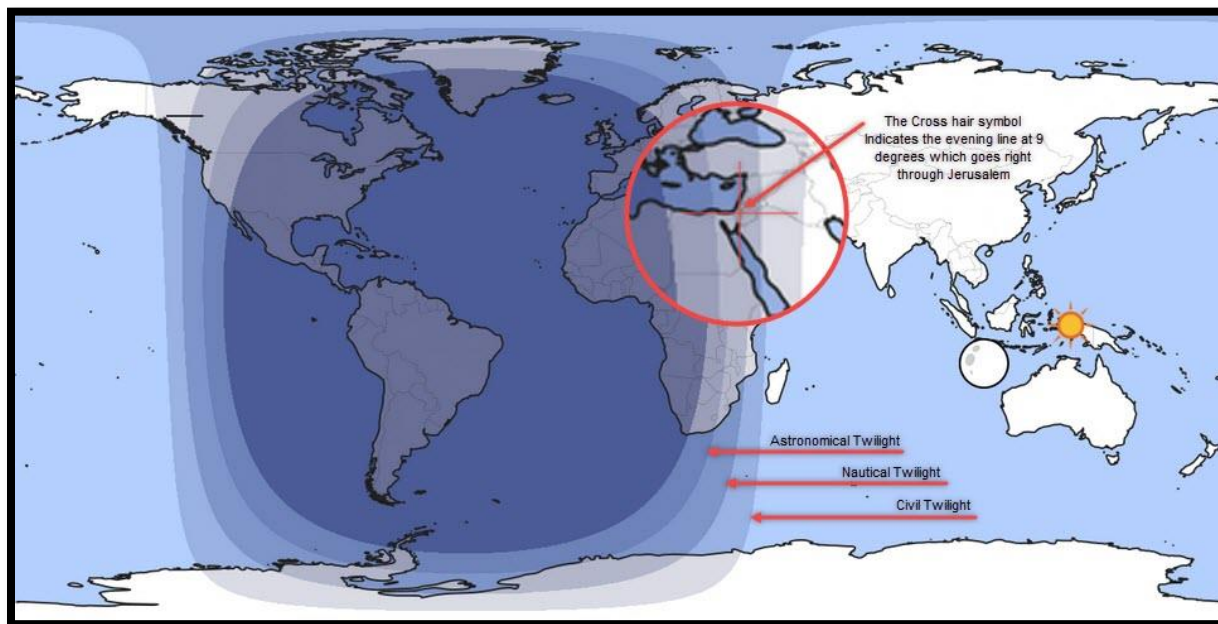 The Cross hair symbol
Indicates the evening line at 9
degrees which goes right
through Jerusalem
Astronomical Twilight
Nautical Twilight
Civil Twilight